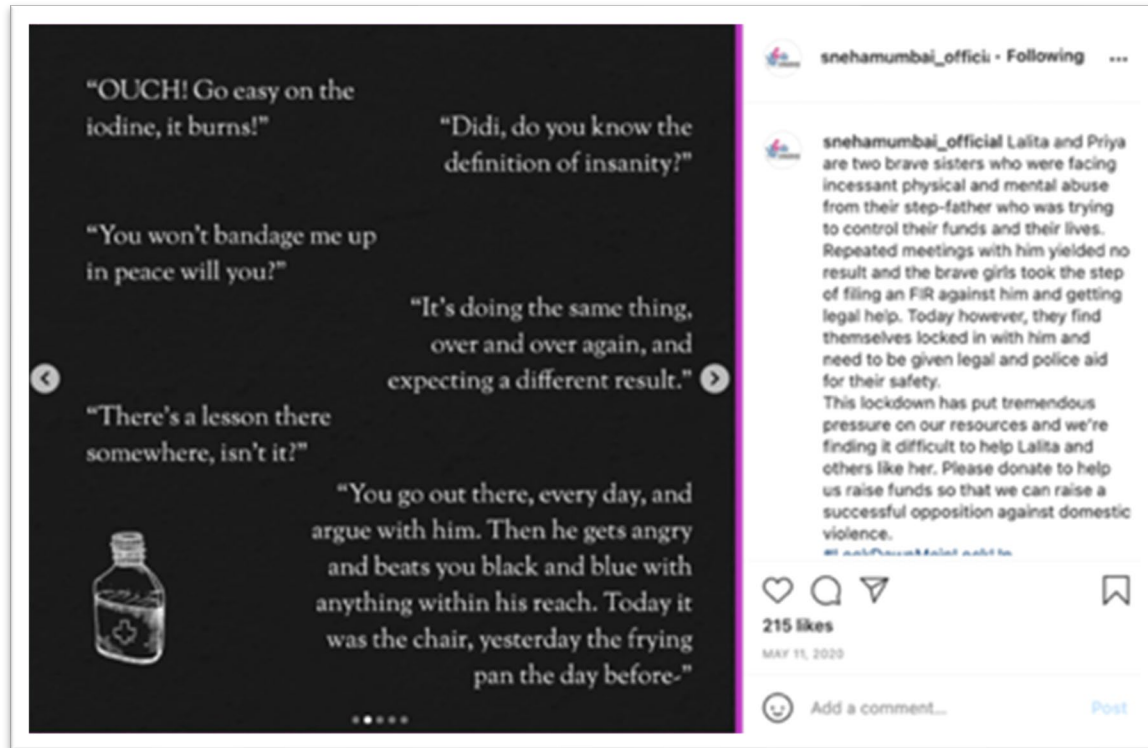 “OUCH! Go easy on the
iodine, it burns!”
“Didi, do you know the
definition of insanity?”
“You won’t bandage me up
in peace will you?”
“It’s doing the same thing,
over and over again, and
expecting a different result.”
“There’s a lesson there
somewhere, isn’t it?”
“You go out there, every day, and
argue with him. Then he gets angry
and beats you black and blue with
anything within his reach. Today it
was the chair, yesterday the frying
pan the day before-”
snehamumbai_offici • Following
snehamumbai_official Lalita and Priya
are two brave sisters who were facing
incessant physical and mental abuse
from their step-father who was trying
to control their funds and their lives.
Repeated meetings with him yielded no
result and the brave girls took the step
of filing an FIR against him and getting
legal help. Today however, they find
themselves locked in with him and
need to be given legal and police aid
for their safety.
This lockdown has put tremendous
pressure on our resources and we’re
finding it difficult to help Lalita and
others like her. Please donate to help
us raise funds so that we can raise a
successful opposition against domestic
violence.
#LockDownMeinLockUp
215 likes
MAY 11, 2020
Add a comment...
Post